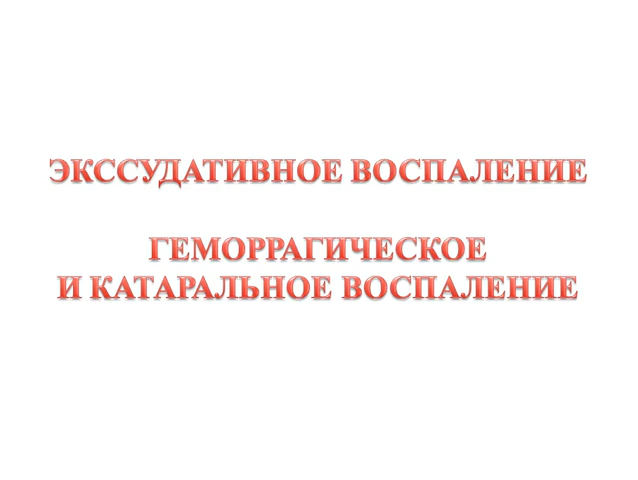 ЭКССУДАТИВНОЕ ВОСПАЛЕНИЕ
ГЕМОРРАГИЧЕСКОЕ
И КАТАРАЛЬНОЕ ВОСПАЛЕНИЕ